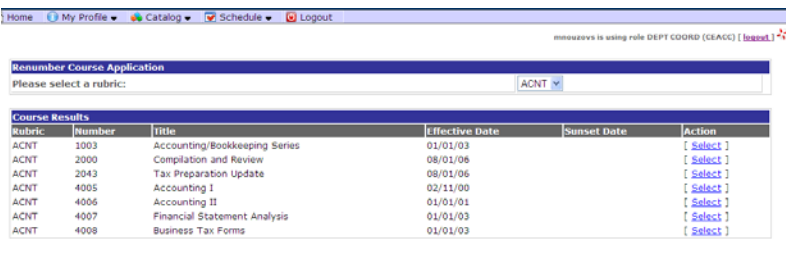 Home My Profile Catalog Schedule Logout
mnouzovs is using role DEPT COORD (CEACC) [ logout ]
Renumber Course Application
Please select a rubric: ACNT
Course Results
Rubric Number Title Effective Date Sunset Date Action
ACNT 1003 Accounting/Bookkeeping Series 01/01/03 [ Select ]
ACNT 2000 Compilation and Review 08/01/06 [ Select ]
ACNT 2043 Tax Preparation Update 08/01/06 [ Select ]
ACNT 4005 Accounting I 02/11/00 [ Select ]
ACNT 4006 Accounting II 01/01/01 [ Select ]
ACNT 4007 Financial Statement Analysis 01/01/03 [ Select ]
ACNT 4008 Business Tax Forms 01/01/03 [ Select ]